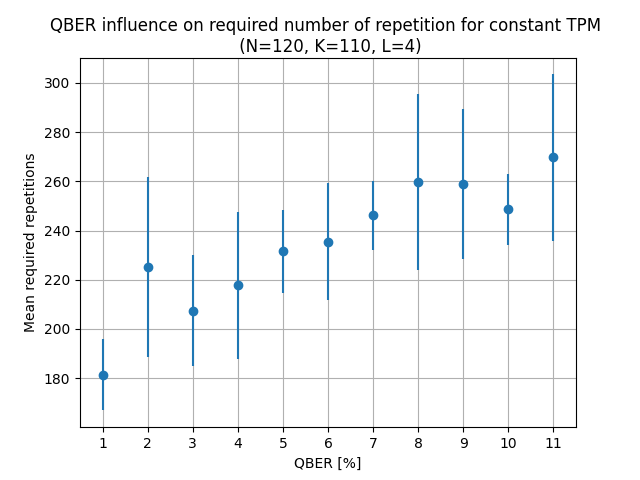 QBER influence on required number of repetition for constant TPM
(N=120, K=110, L=4)
Mean required repetitions
300
280
260
240
220
200
180
1 2 3 4 5 6 7 8 9 10 11
QBER [%]